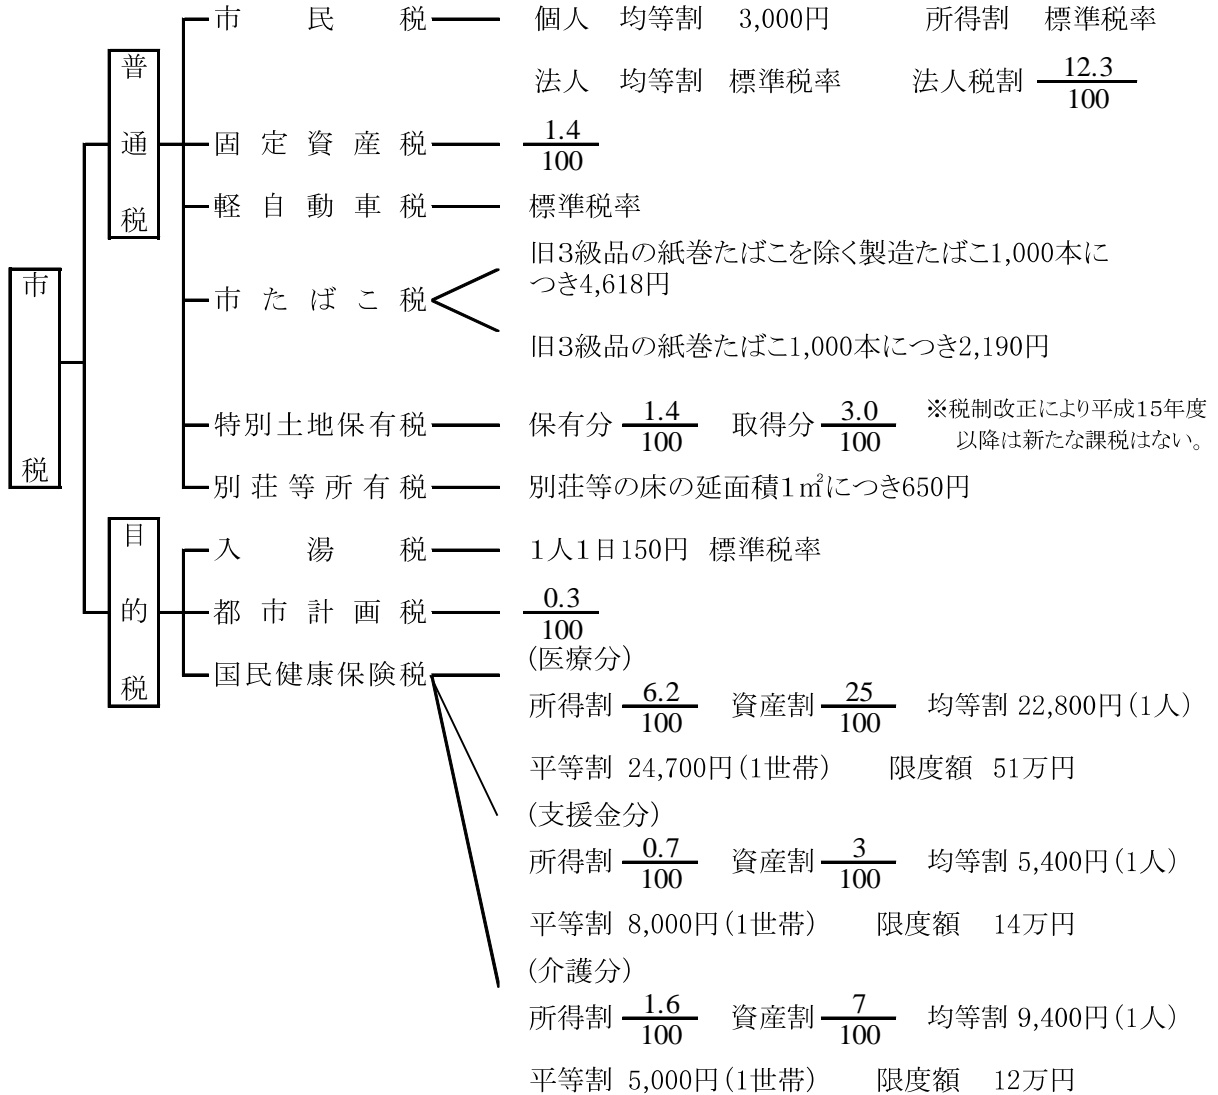 市税
普通税
市民税 個人 均等割 3,000円 所得割 標準税率
法人 均等割 標準税率 法人税割 12.3/100
固定資産税 1.4/100
軽自動車税 標準税率
市たばこ税 旧3級品の紙巻たばこを除く製造たばこ1,000本に
つき4,618円
旧3級品の紙巻たばこ1,000本につき2,190円
特別土地保有税 保有分 1.4/100 取得分 3.0/100 ※税制改正により平成15年度
以降は新たな課税はない。
別荘等所有税 別荘等の床の延面積1㎡につき650円
目的税
入湯税 1人1日150円 標準税率
都市計画税 0.3/100
国民健康保険税 (医療分)
所得割 6.2/100 資産割 25/100 均等割 22,800円(1人)
平等割 24,700円(1世帯) 限度額 51万円
(支援金分)
所得割 0.7/100 資産割 3/100 均等割 5,400円(1人)
平等割 8,000円(1世帯) 限度額 14万円
(介護分)
所得割 1.6/100 資産割 7/100 均等割 9,400円(1人)
平等割 5,000円(1世帯) 限度額 12万円